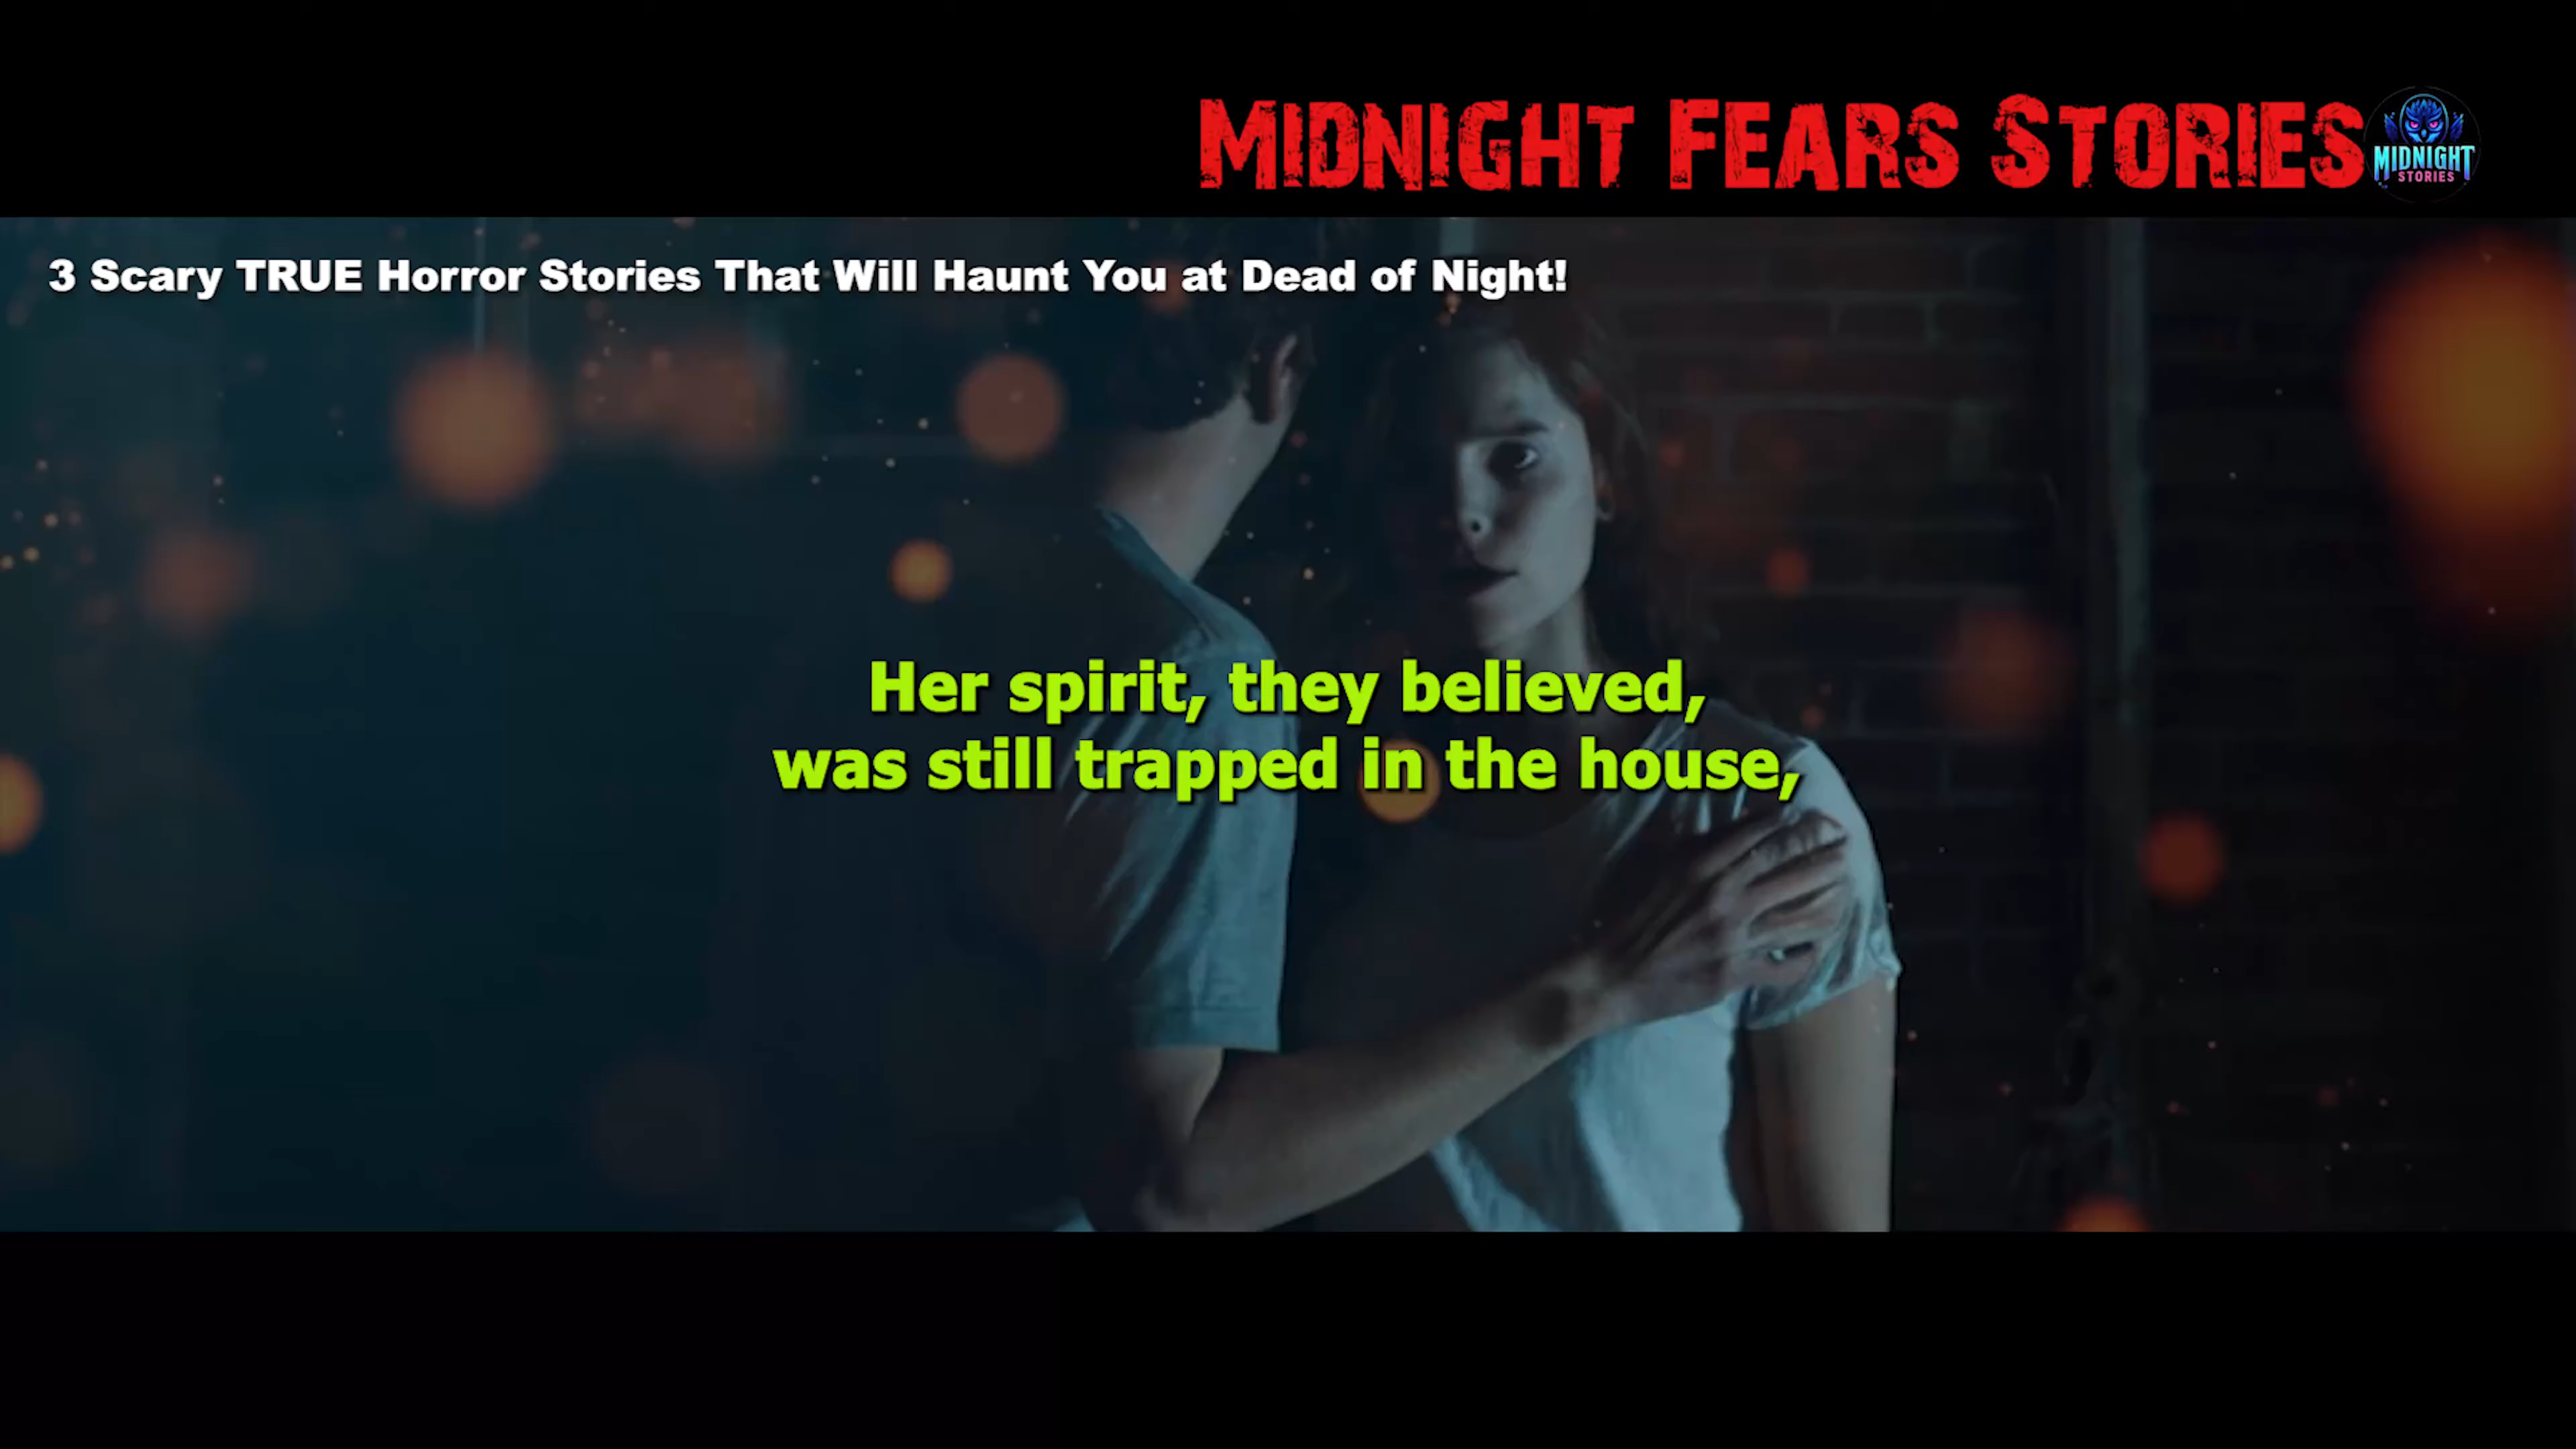 Midnight Fears Stories
MIDNIGHT
STORIES
3 Scary TRUE Horror Stories That Will Haunt You at Dead of Night!
Her spirit, they believed,
was still trapped in the house,